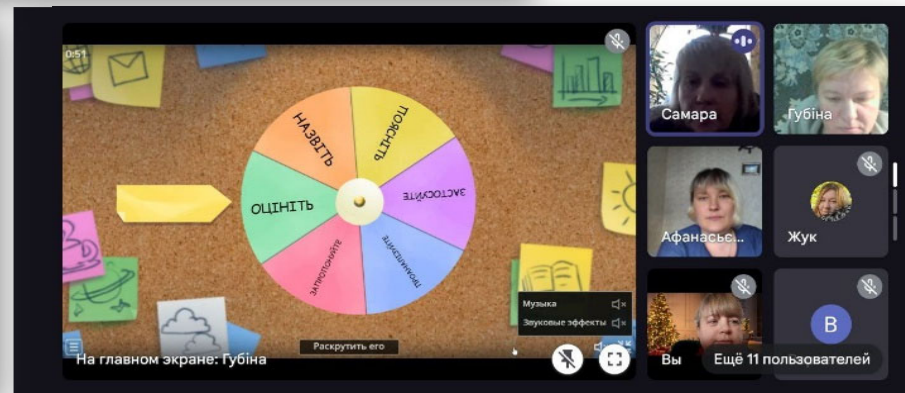 0:51
НАЗВІТЬ
ПОЯСНІТЬ
ЗАСТОСУЙТЕ
ПРОАНАЛІЗУЙТЕ
ЗАПРОПОНУЙТЕ
ОЦІНІТЬ
Музыка
Звуковые эффекты
Раскрутить его
На главном экране: Губіна
Самара
Губіна
Афанасьє...
Жук
Вы
В
Ещё 11 пользователей